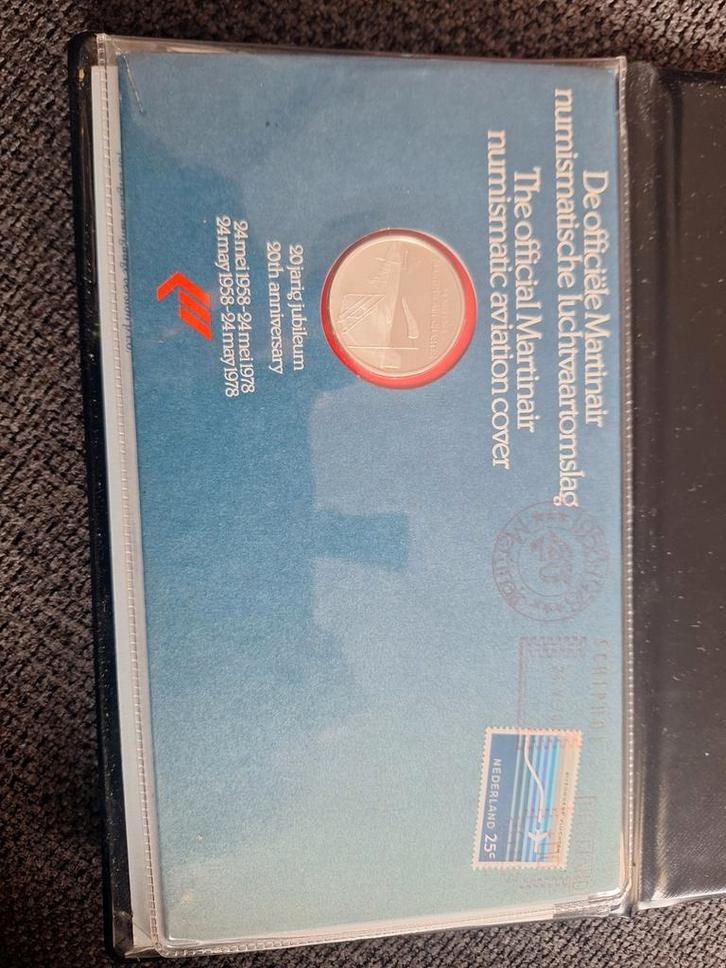 De officiële Martinair
numismatische luchtvaartomslag
The official Martinair
numismatic aviation cover
20 jarig jubileum
20th anniversary
24 mei 1958 - 24 mei 1978
24 may 1958 - 24 may 1978
NEDERLAND 25c